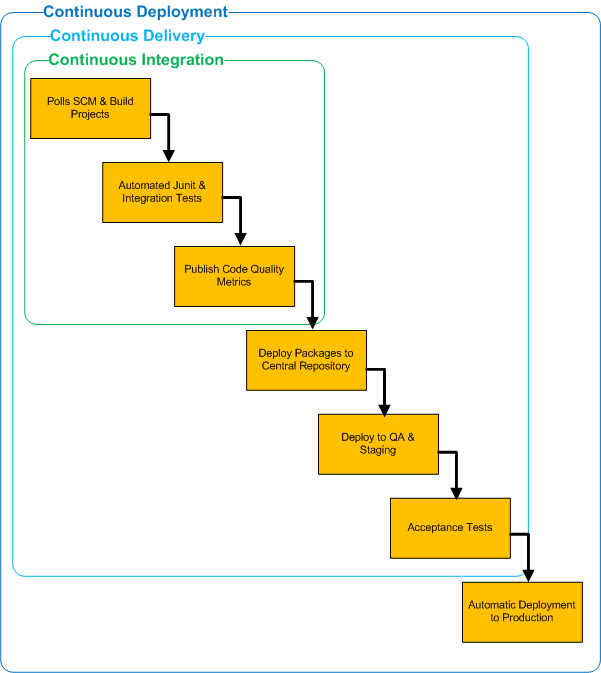 Continuous Deployment
Continuous Delivery
Continuous Integration
Polls SCM & Build
Projects
Automated Junit &
Integration Tests
Publish Code Quality
Metrics
Deploy Packages to
Central Repository
Deploy to QA &
Staging
Acceptance Tests
Automatic Deployment
to Production